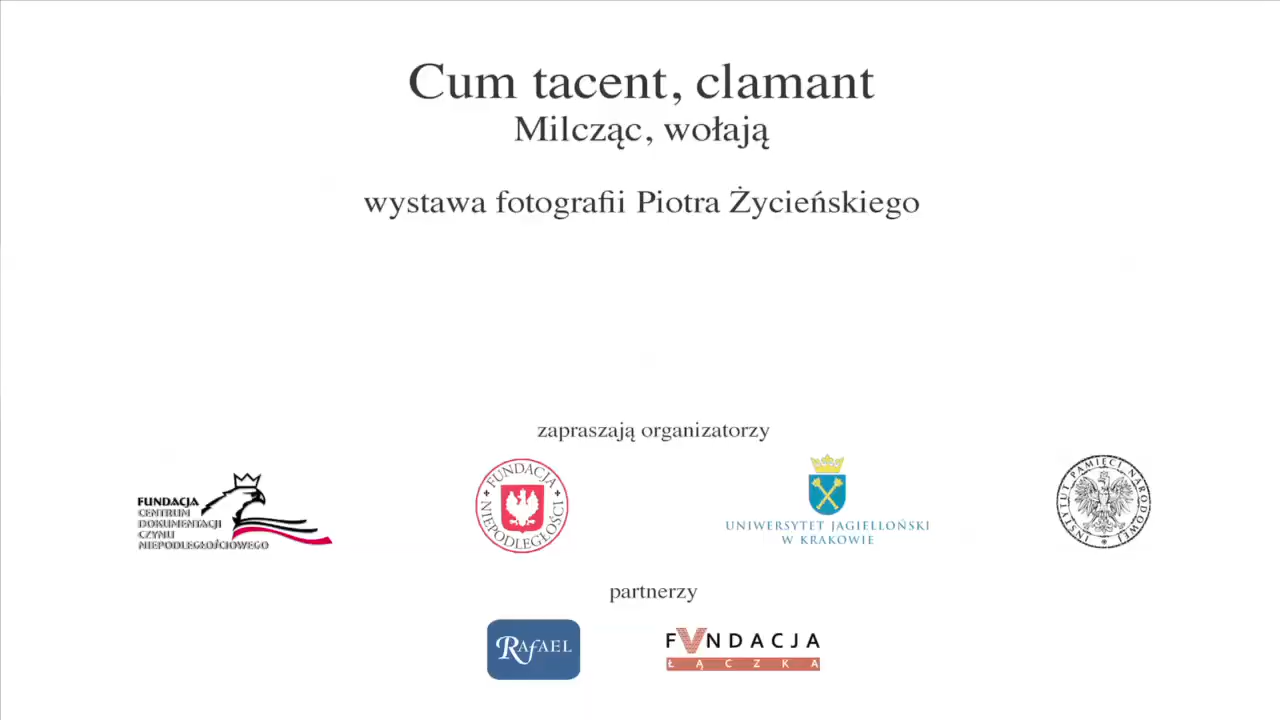 Cum tacent, clamant
Milcząc, wołają
wystawa fotografii Piotra Życieńskiego
zapraszają organizatorzy
FUNDACJA
CENTRUM
DOKUMENTACJI
CZYNU
NIEPODLEGŁOŚCIOWEGO
FUNDACJA
NIEPODLEGŁOŚCI
UNIWERSYTET JAGIELLOŃSKI
W KRAKOWIE
INSTYTUT PAMIĘCI NARODOWEJ
partnerzy
RAFAEL
FVNDACJA
ŁĄCZKA